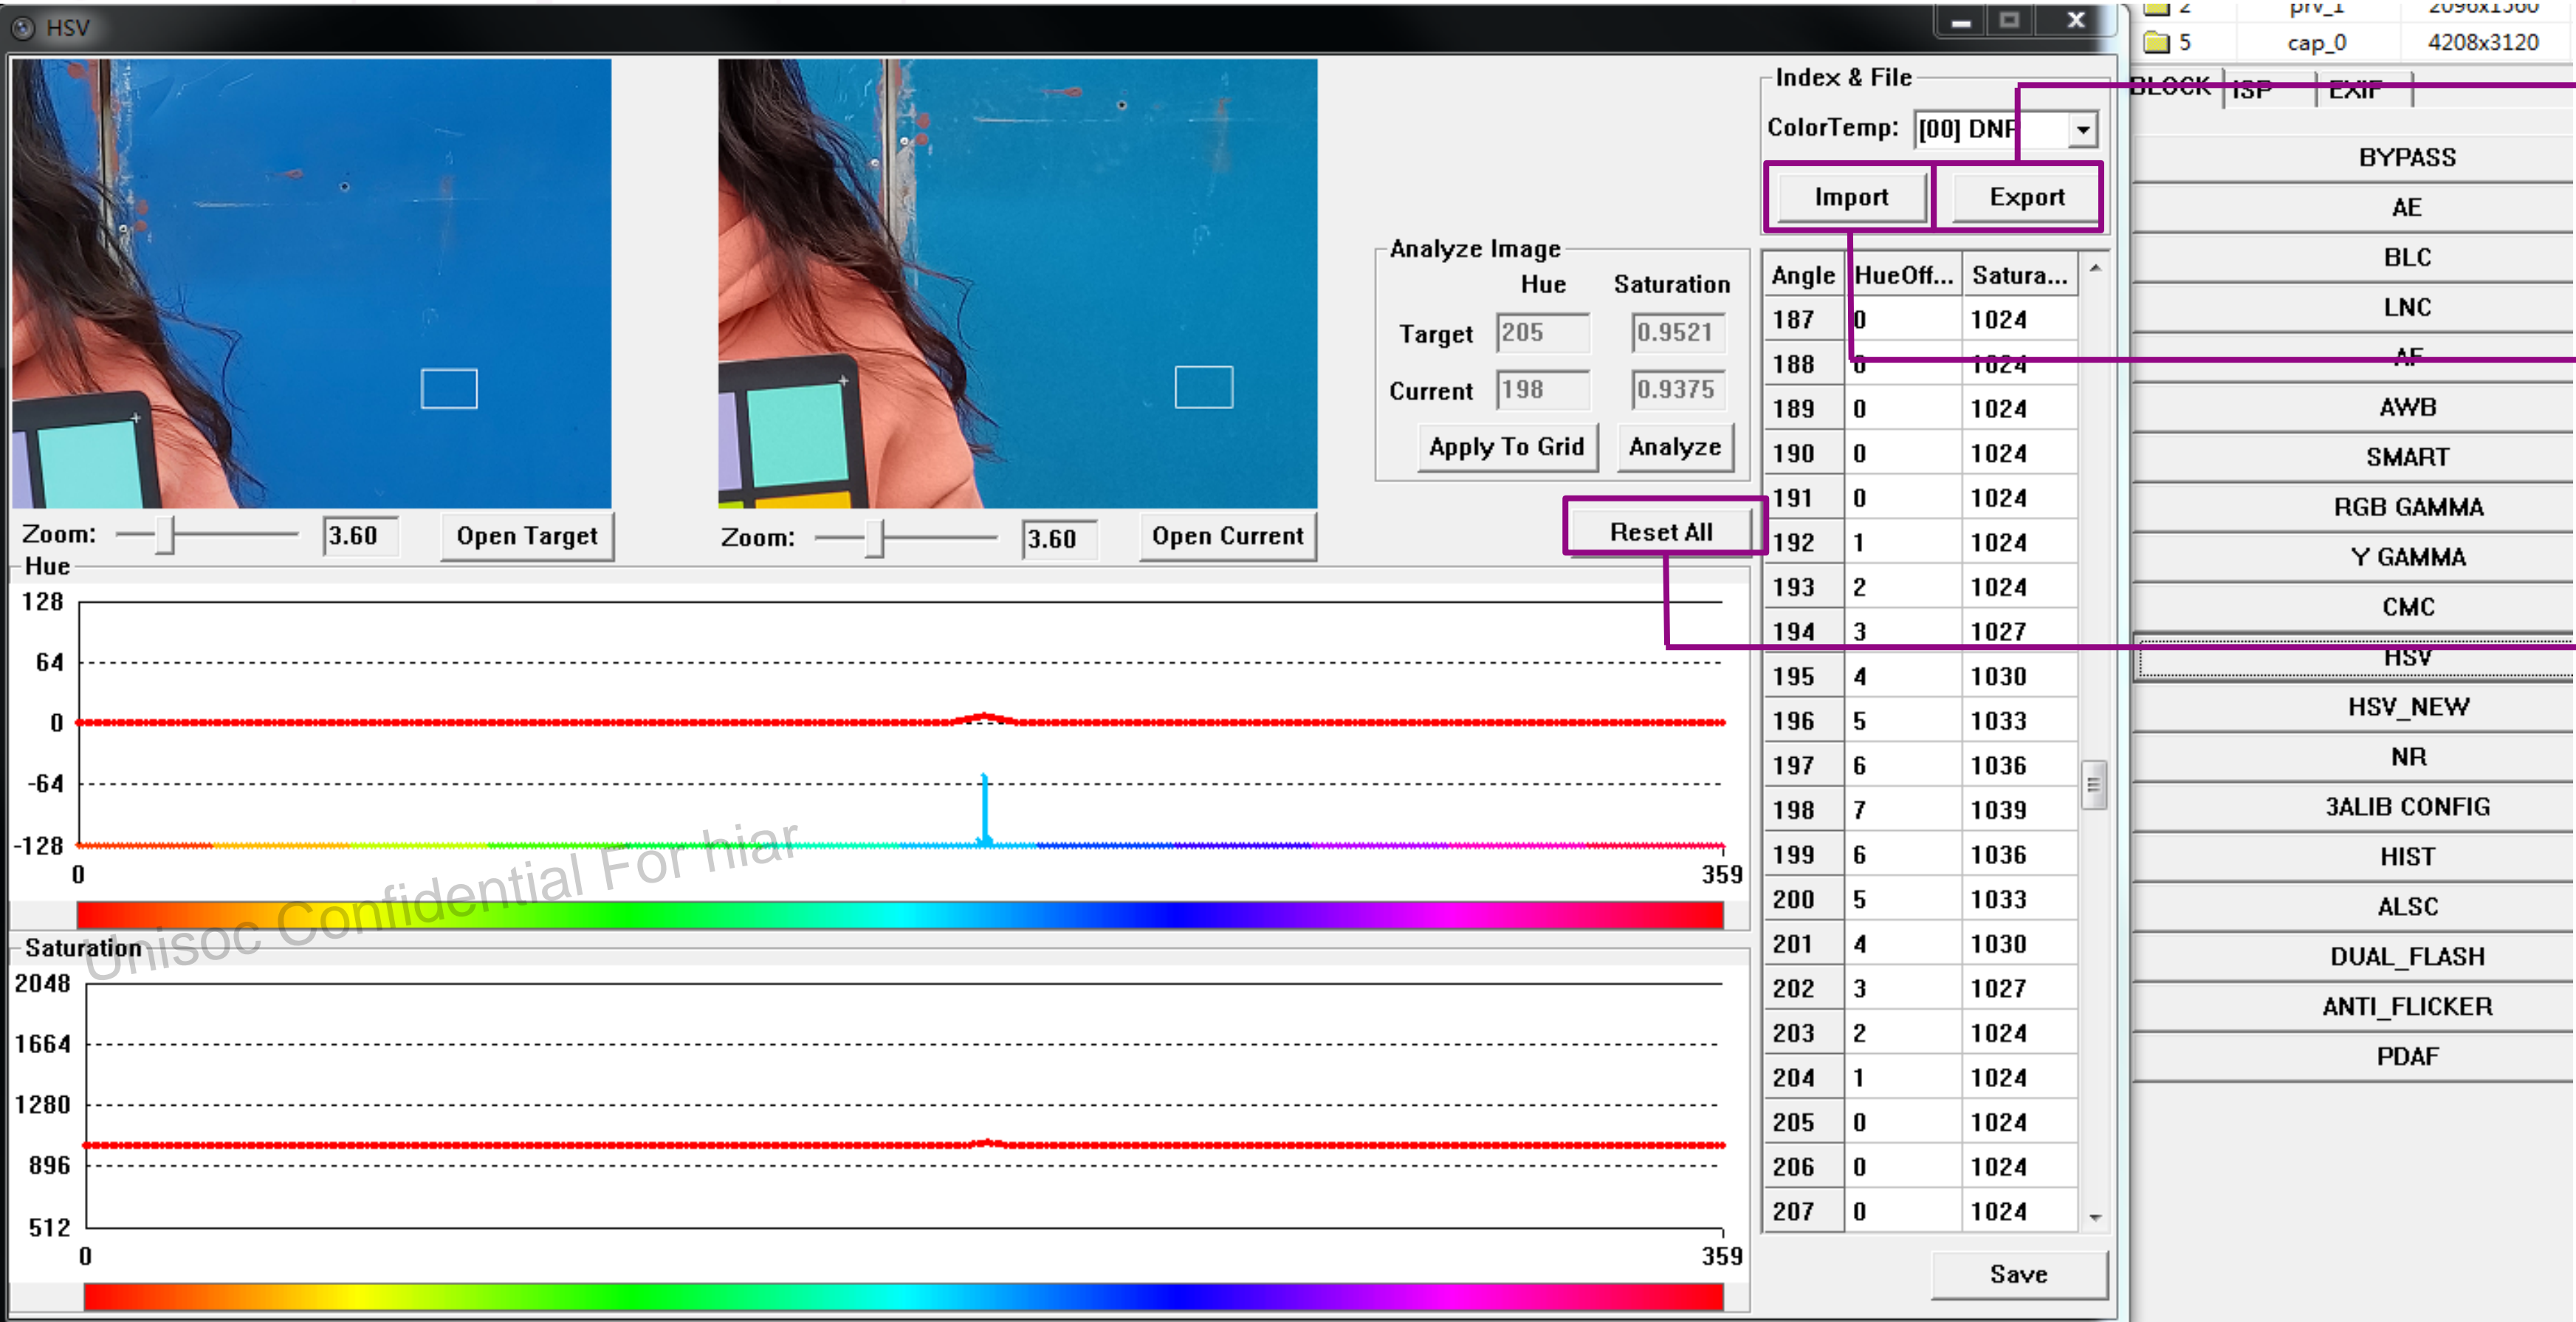 HSV
2 prv_1 2096x1560
5 cap_0 4208x3120
BLOCK ISP EXIF
Index & File
ColorTemp: [00] DNP
Import Export
Analyze Image
Hue Saturation
Target 205 0.9521
Current 198 0.9375
Apply To Grid Analyze
Reset All
Zoom: 3.60 Open Target
Zoom: 3.60 Open Current
Hue
128
64
0
-64
-128
0 359
Saturation
2048
1664
1280
896
512
0 359
Angle HueOff... Satura...
187 0 1024
188 0 1024
189 0 1024
190 0 1024
191 0 1024
192 1 1024
193 2 1024
194 3 1027
195 4 1030
196 5 1033
197 6 1036
198 7 1039
199 6 1036
200 5 1033
201 4 1030
202 3 1027
203 2 1024
204 1 1024
205 0 1024
206 0 1024
207 0 1024
Save
BYPASS
AE
BLC
LNC
AF
AWB
SMART
RGB GAMMA
Y GAMMA
CMC
HSV
HSV_NEW
NR
3ALIB CONFIG
HIST
ALSC
DUAL_FLASH
ANTI_FLICKER
PDAF
Unisoc Confidential For hiar